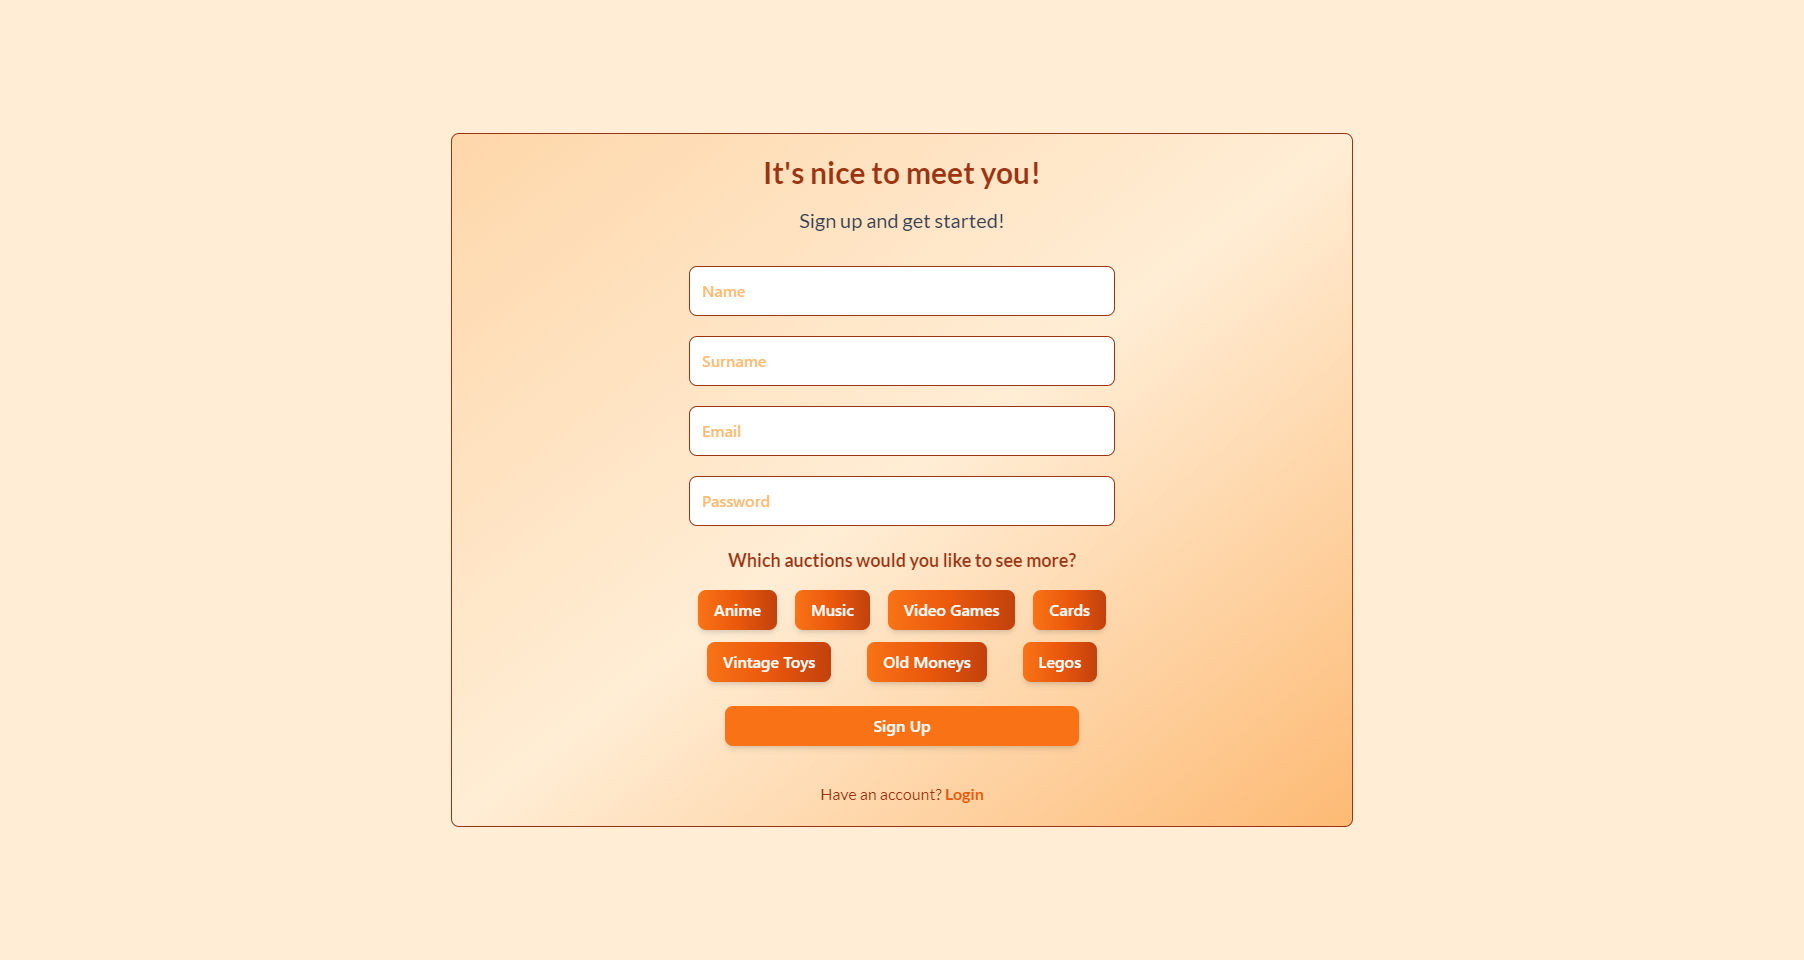 It's nice to meet you!
Sign up and get started!
Name
Surname
Email
Password
Which auctions would you like to see more?
Anime Music Video Games Cards
Vintage Toys Old Moneys Legos
Sign Up
Have an account? Login